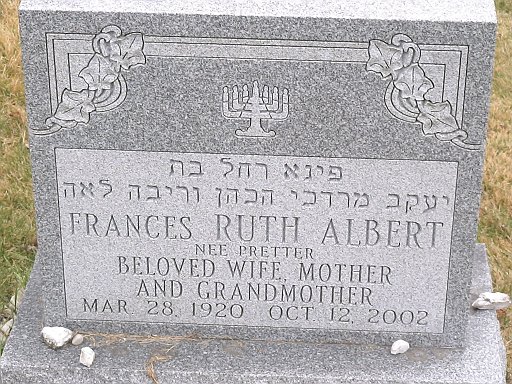 פיגא רחל בת
יעקב מרדכי הכהן וריבה לאה
FRANCES RUTH ALBERT
NEE PRETTER
BELOVED WIFE, MOTHER
AND GRANDMOTHER
MAR 28, 1920 OCT 12, 2002